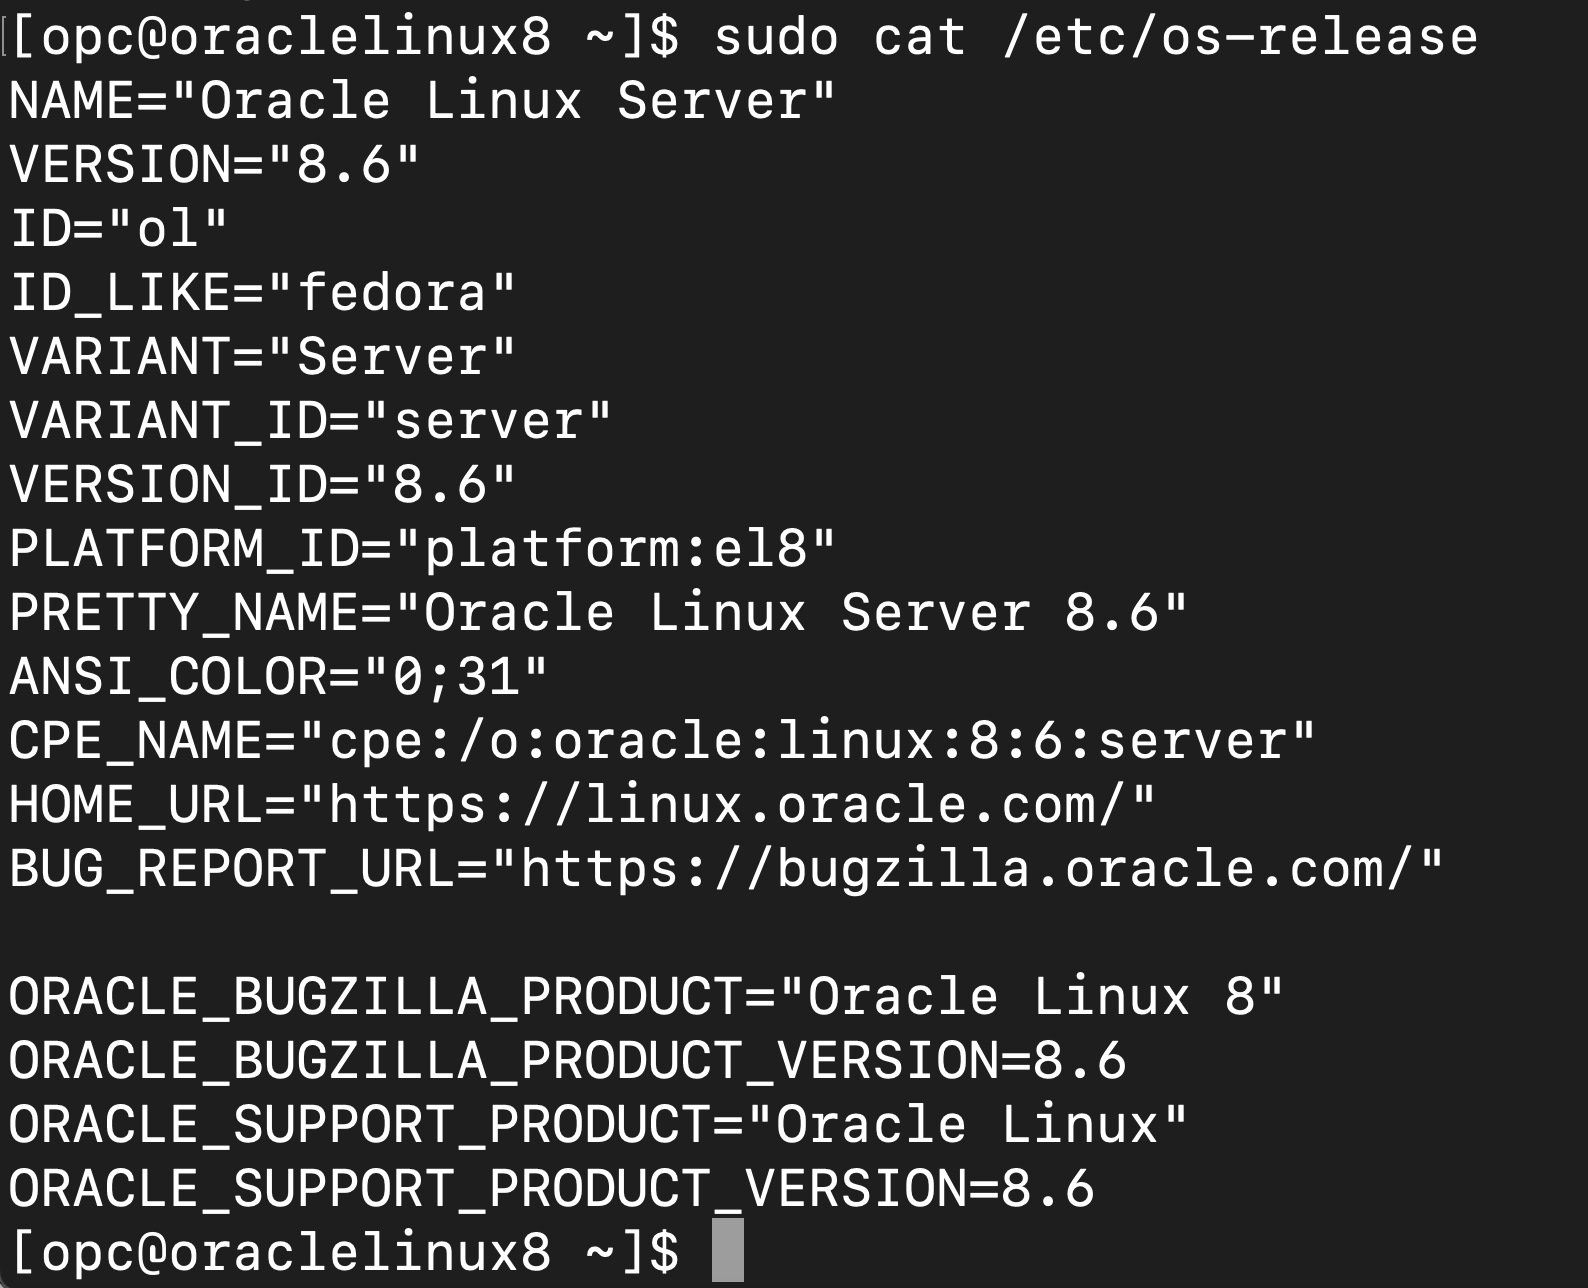 [opc@oraclelinux8 ~]$ sudo cat /etc/os-release
NAME="Oracle Linux Server"
VERSION="8.6"
ID="ol"
ID_LIKE="fedora"
VARIANT="Server"
VARIANT_ID="server"
VERSION_ID="8.6"
PLATFORM_ID="platform:el8"
PRETTY_NAME="Oracle Linux Server 8.6"
ANSI_COLOR="0;31"
CPE_NAME="cpe:/o:oracle:linux:8:6:server"
HOME_URL="https://linux.oracle.com/"
BUG_REPORT_URL="https://bugzilla.oracle.com/"

ORACLE_BUGZILLA_PRODUCT="Oracle Linux 8"
ORACLE_BUGZILLA_PRODUCT_VERSION=8.6
ORACLE_SUPPORT_PRODUCT="Oracle Linux"
ORACLE_SUPPORT_PRODUCT_VERSION=8.6
[opc@oraclelinux8 ~]$